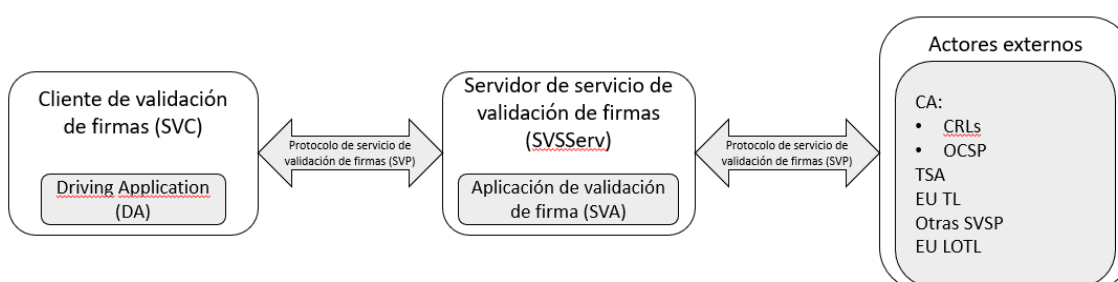 Cliente de validación
de firmas (SVC)
Driving Application
(DA)
Protocolo de servicio de
validación de firmas (SVP)
Servidor de servicio de
validación de firmas
(SVSServ)
Aplicación de validación
de firma (SVA)
Protocolo de servicio de
validación de firmas (SVP)
Actores externos
CA:
• CRLs
• OCSP
TSA
EU TL
Otras SVSP
EU LOTL